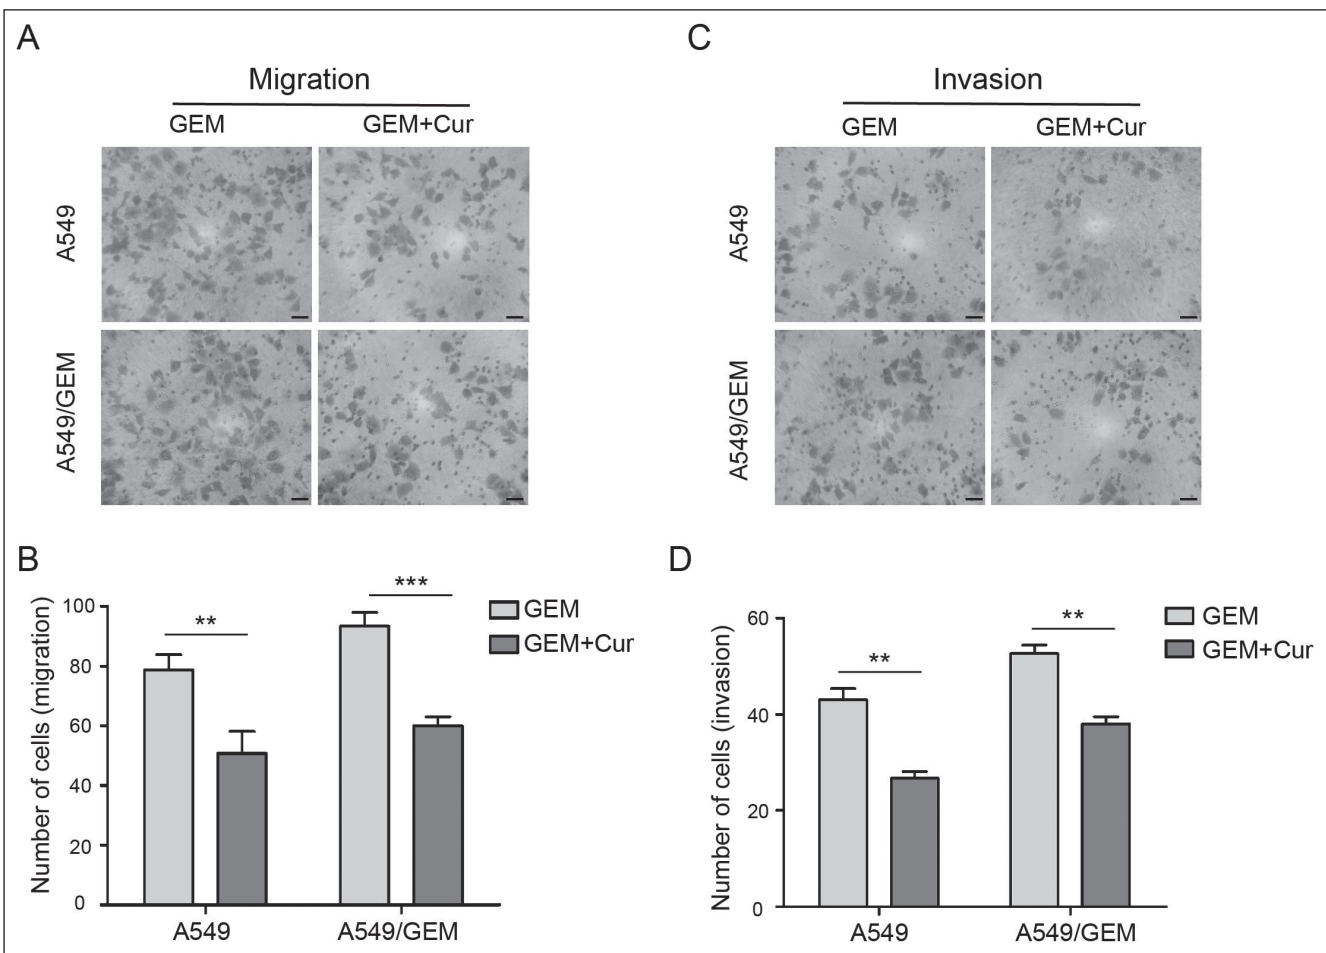 A
Migration
GEM GEM+Cur
A549
A549/GEM
C
Invasion
GEM GEM+Cur
A549
A549/GEM
B
Number of cells (migration)
100
80
60
40
20
0
**
***
GEM
GEM+Cur
A549 A549/GEM
D
Number of cells (invasion)
60
40
20
0
**
**
GEM
GEM+Cur
A549 A549/GEM